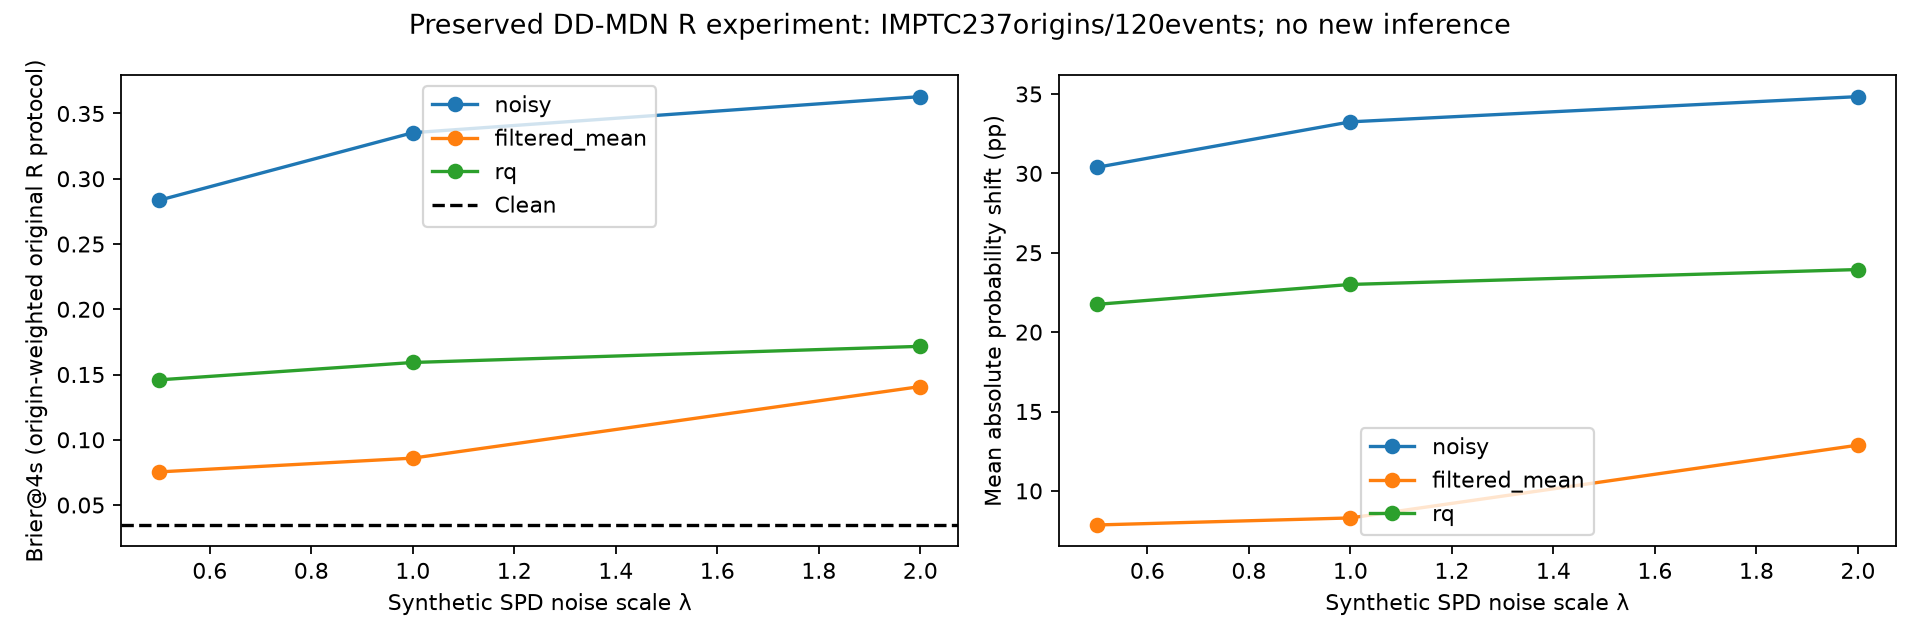 Preserved DD-MDN R experiment: IMPTC237origins/120events; no new inference
Brier@4s (origin-weighted original R protocol)
0.35
0.30
0.25
0.20
0.15
0.10
0.05
noisy
filtered_mean
rq
Clean
0.6 0.8 1.0 1.2 1.4 1.6 1.8 2.0
Synthetic SPD noise scale λ
Mean absolute probability shift (pp)
35
30
25
20
15
10
noisy
filtered_mean
rq
0.6 0.8 1.0 1.2 1.4 1.6 1.8 2.0
Synthetic SPD noise scale λ